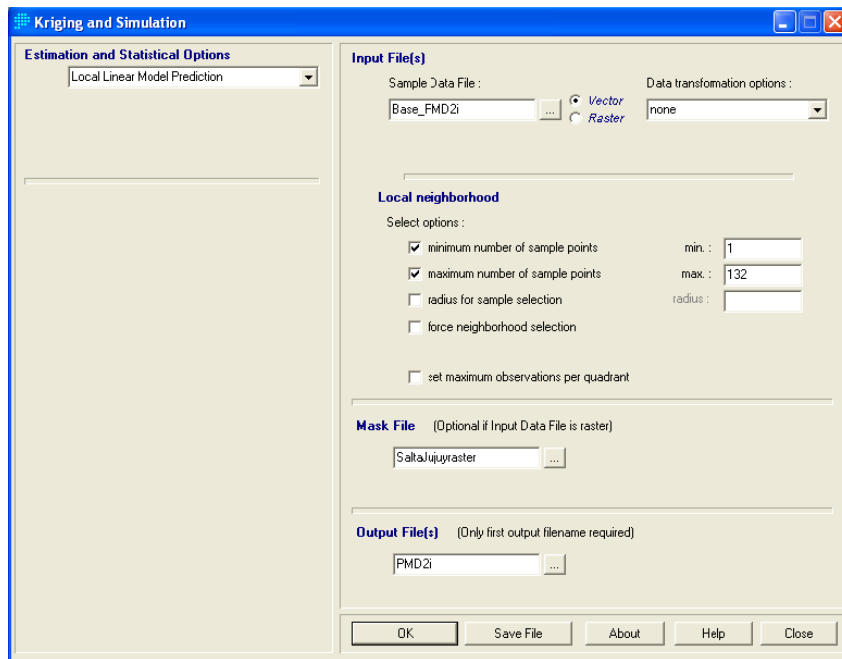 Kriging and Simulation
Estimation and Statistical Options
Local Linear Model Prediction
Input File(s)
Sample Data File :
Base_FMD2i
...
Vector
Raster
Data transformation options :
none
Local neighborhood
Select options :
minimum number of sample points
min. :
1
maximum number of sample points
max. :
132
radius for sample selection
radius :
force neighborhood selection
set maximum observations per quadrant
Mask File (Optional if Input Data File is raster)
SaltaJujuyraster
...
Output File(s) (Only first output filename required)
PMD2i
...
OK
Save File
About
Help
Close